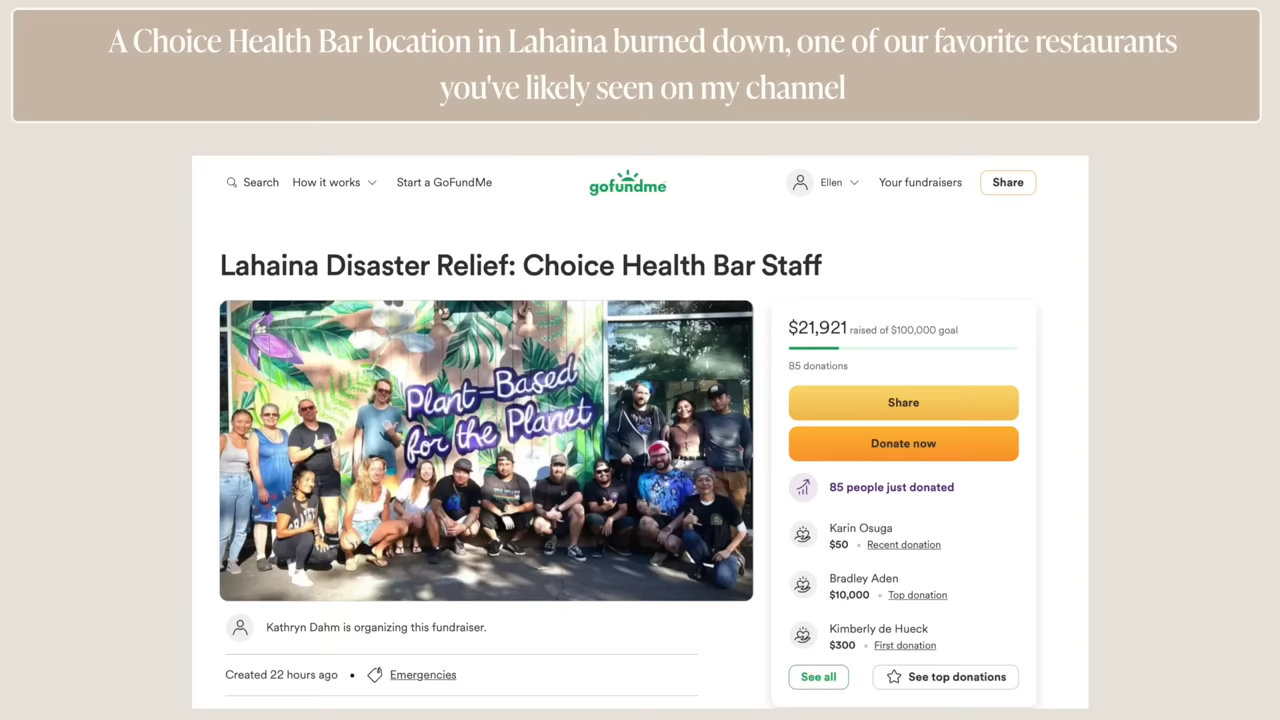 A Choice Health Bar location in Lahaina burned down, one of our favorite restaurants
you've likely seen on my channel
Search How it works Start a GoFundMe
gofundme
Ellen Your fundraisers Share
Lahaina Disaster Relief: Choice Health Bar Staff
Plant-Based
for the Planet
$21,921 raised of $100,000 goal
85 donations
Share
Donate now
85 people just donated
Karin Osuga
$50 • Recent donation
Bradley Aden
$10,000 • Top donation
Kimberly de Hueck
$300 • First donation
See all See top donations
Kathryn Dahm is organizing this fundraiser.
Created 22 hours ago • Emergencies